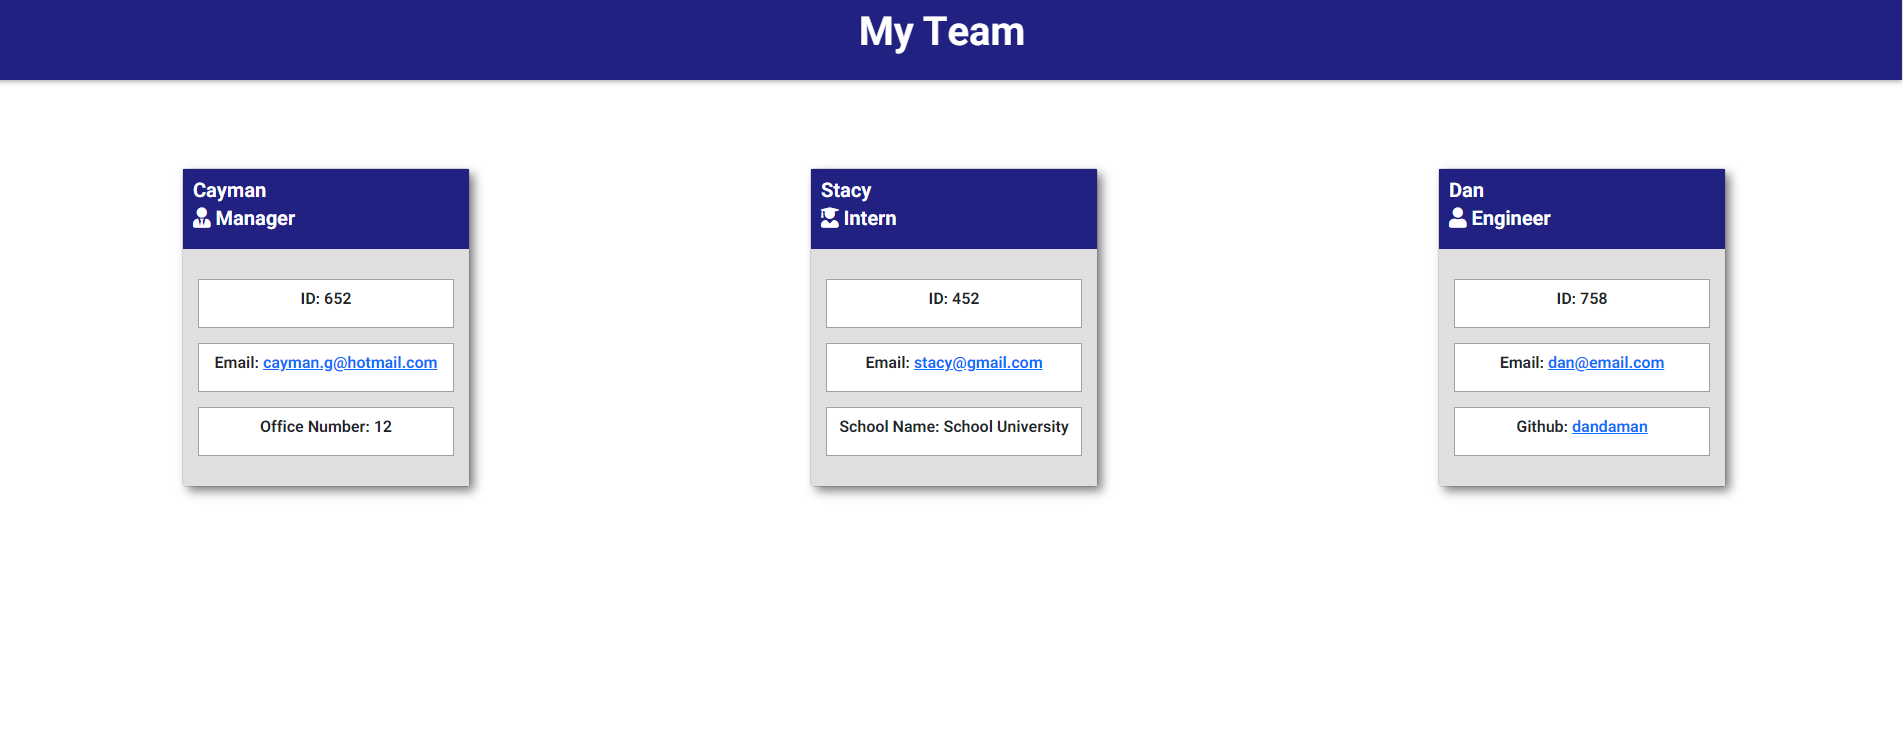 My Team
Cayman
Manager
ID: 652
Email: cayman.g@hotmail.com
Office Number: 12
Stacy
Intern
ID: 452
Email: stacy@gmail.com
School Name: School University
Dan
Engineer
ID: 758
Email: dan@email.com
Github: dandaman